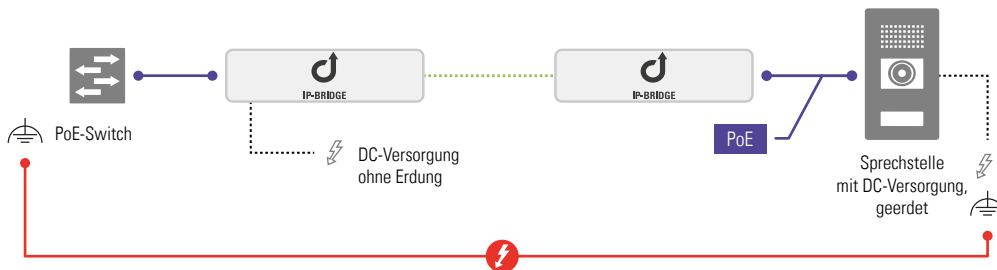 IP-BRIDGE
IP-BRIDGE
PoE-Switch
PoE
DC-Versorgung
ohne Erdung
Sprechstelle
mit DC-Versorgung,
geerdet